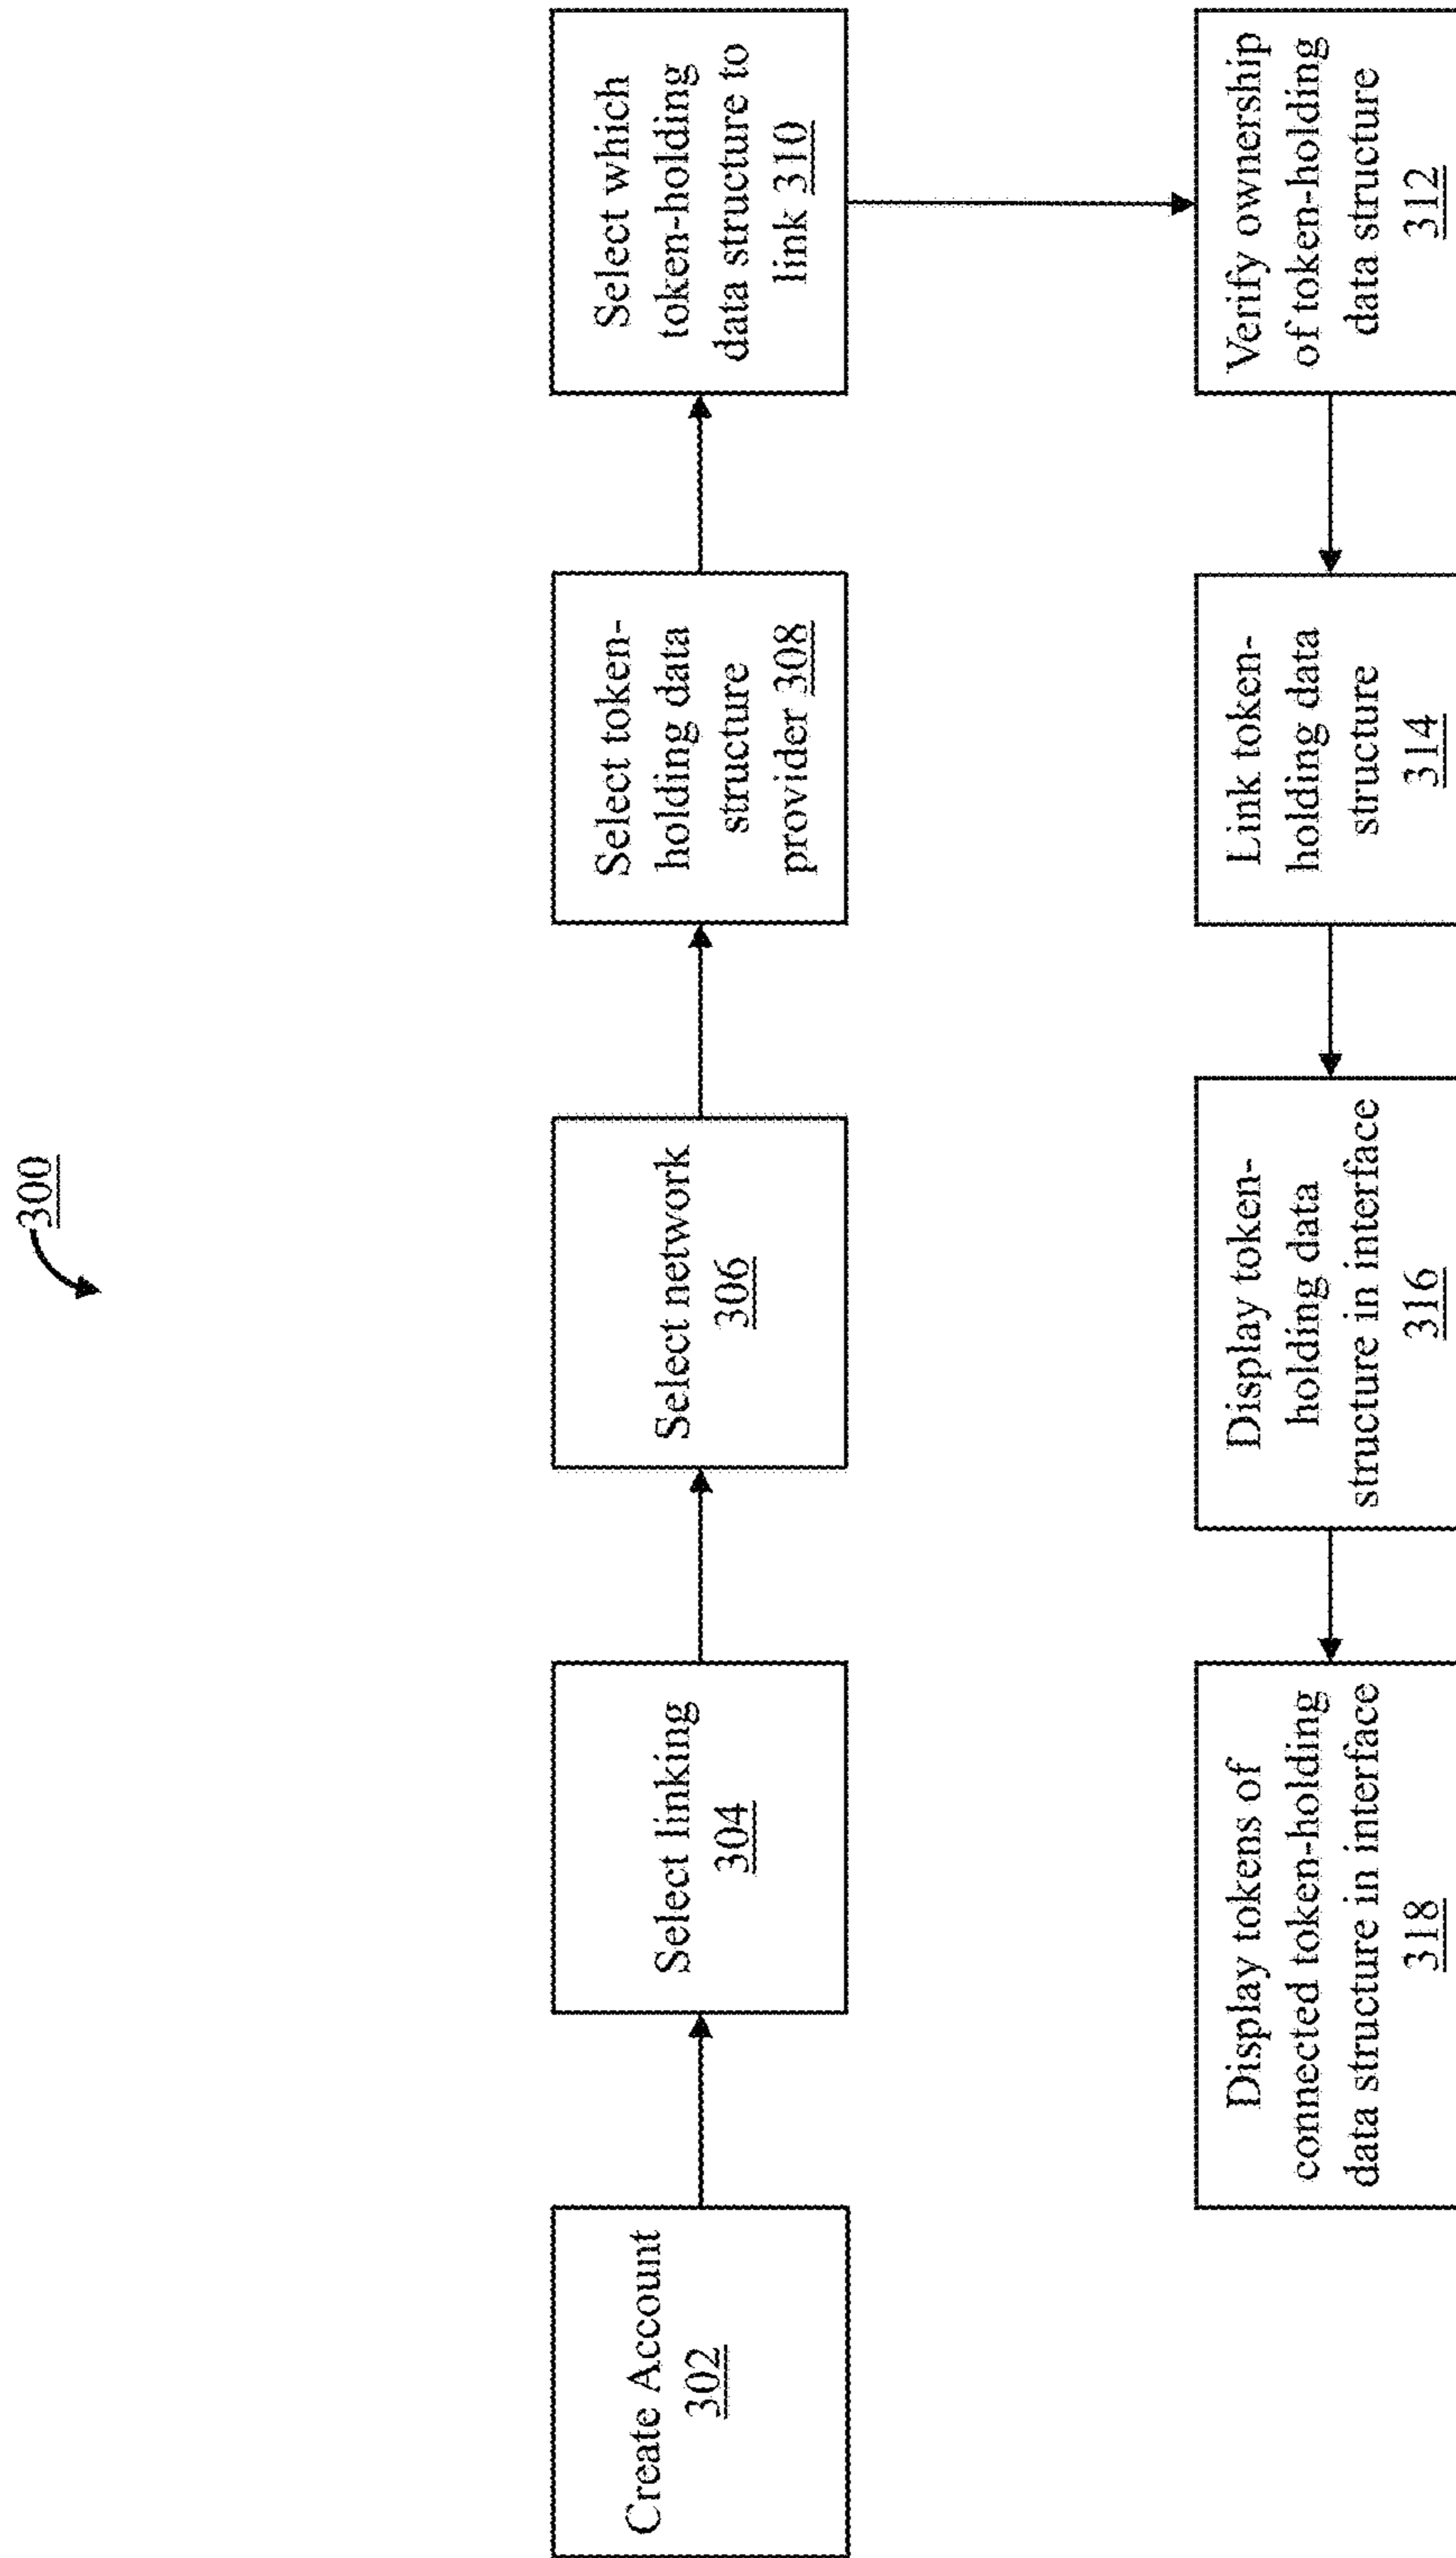 300
Create Account
302
Select linking
304
Select network
306
Select token-
holding data
structure
provider 308
Select which
token-holding
data structure to
link 310
Verify ownership
of token-holding
data structure
312
Link token-
holding data
structure
314
Display token-
holding data
structure in interface
316
Display tokens of
connected token-holding
data structure in interface
318